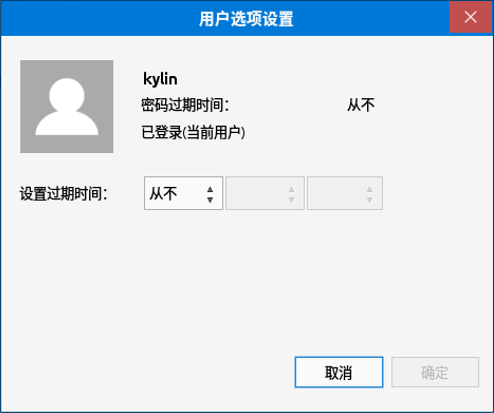 用户选项设置
kylin
密码过期时间： 从不
已登录(当前用户)
设置过期时间： 从不
取消 确定